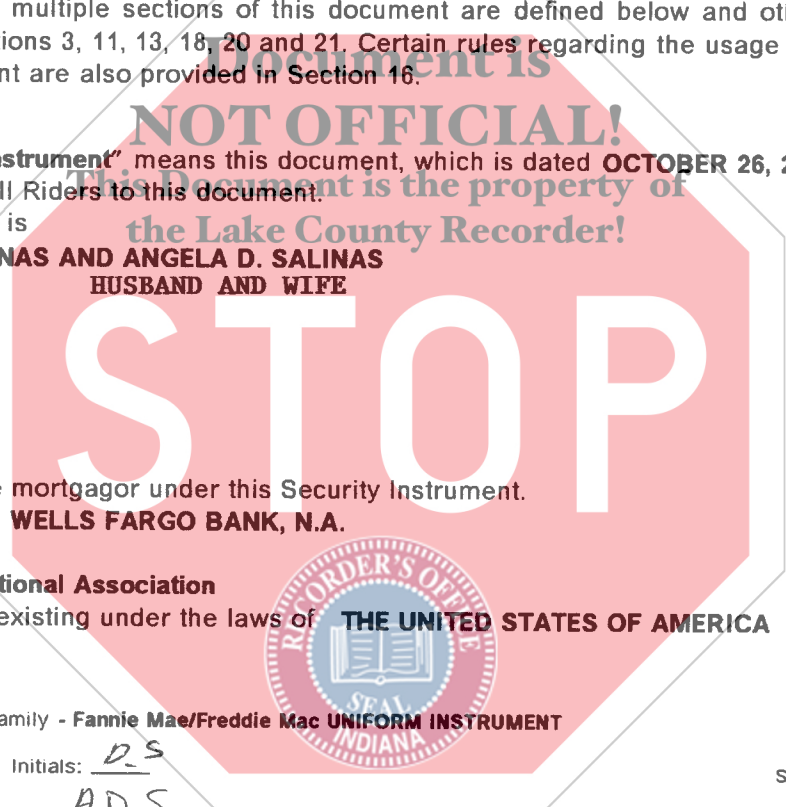 multiple sections of this document are defined below and ot
tions 3, 11, 13, 18, 20 and 21. Certain rules regarding the usage
nt are also provided in Section 16.
Document is
NOT OFFICIAL!
This Document is the property of
the Lake County Recorder!
strument" means this document, which is dated OCTOBER 26, 2
ll Riders to this document.
is
NAS AND ANGELA D. SALINAS
HUSBAND AND WIFE
STOP
e mortgagor under this Security Instrument.
WELLS FARGO BANK, N.A.
tional Association
existing under the laws of THE UNITED STATES OF AMERICA
RECORDER'S OFFICE
SEAL
INDIANA
amily - Fannie Mae/Freddie Mac UNIFORM INSTRUMENT
Initials: D.S
A D S
S